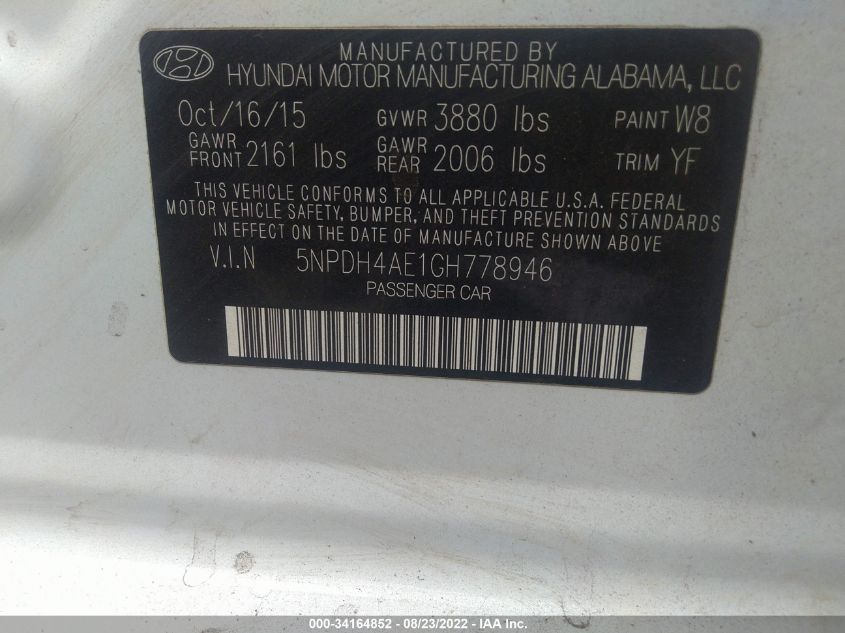 MANUFACTURED BY
HYUNDAI MOTOR MANUFACTURING ALABAMA, LLC
Oct/16/15 GVWR 3880 lbs PAINT W8
GAWR FRONT 2161 lbs GAWR REAR 2006 lbs TRIM YF
THIS VEHICLE CONFORMS TO ALL APPLICABLE U.S.A. FEDERAL
MOTOR VEHICLE SAFETY, BUMPER, AND THEFT PREVENTION STANDARDS
IN EFFECT ON THE DATE OF MANUFACTURE SHOWN ABOVE
V.I.N 5NPDH4AE1GH778946
PASSENGER CAR
000-34164852 - 08/23/2022 - IAA Inc.